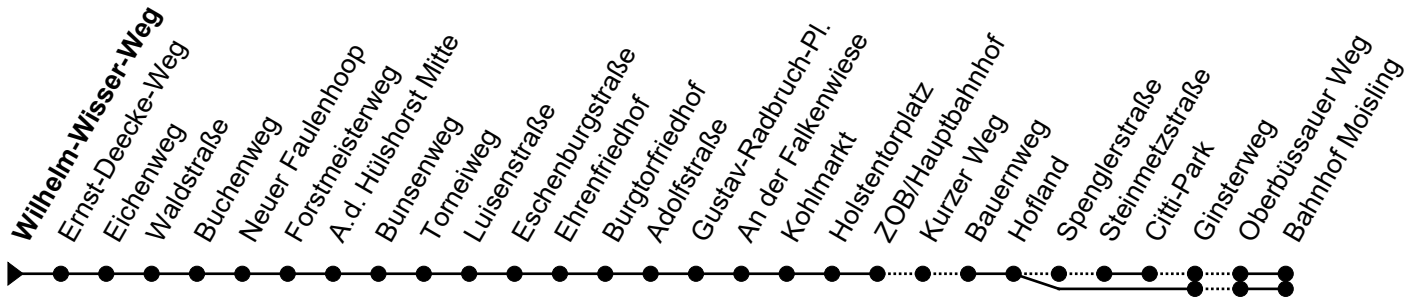 Wilhelm-Wisser-Weg
Ernst-Deecke-Weg
Eichenweg
Waldstraße
Buchenweg
Neuer Faulenhoop
Forstmeisterweg
A.d. Hülshorst Mitte
Bunsenweg
Torneiweg
Luisenstraße
Eschenburgstraße
Ehrenfriedhof
Burgtorfriedhof
Adolfstraße
Gustav-Radbruch-Pl.
An der Falkenwiese
Kohlmarkt
Holstentorplatz
ZOB/Hauptbahnhof
Kurzer Weg
Bauernweg
Hofland
Spenglerstraße
Steinmetzstraße
Citti-Park
Ginsterweg
Oberbüssauer Weg
Bahnhof Moisling